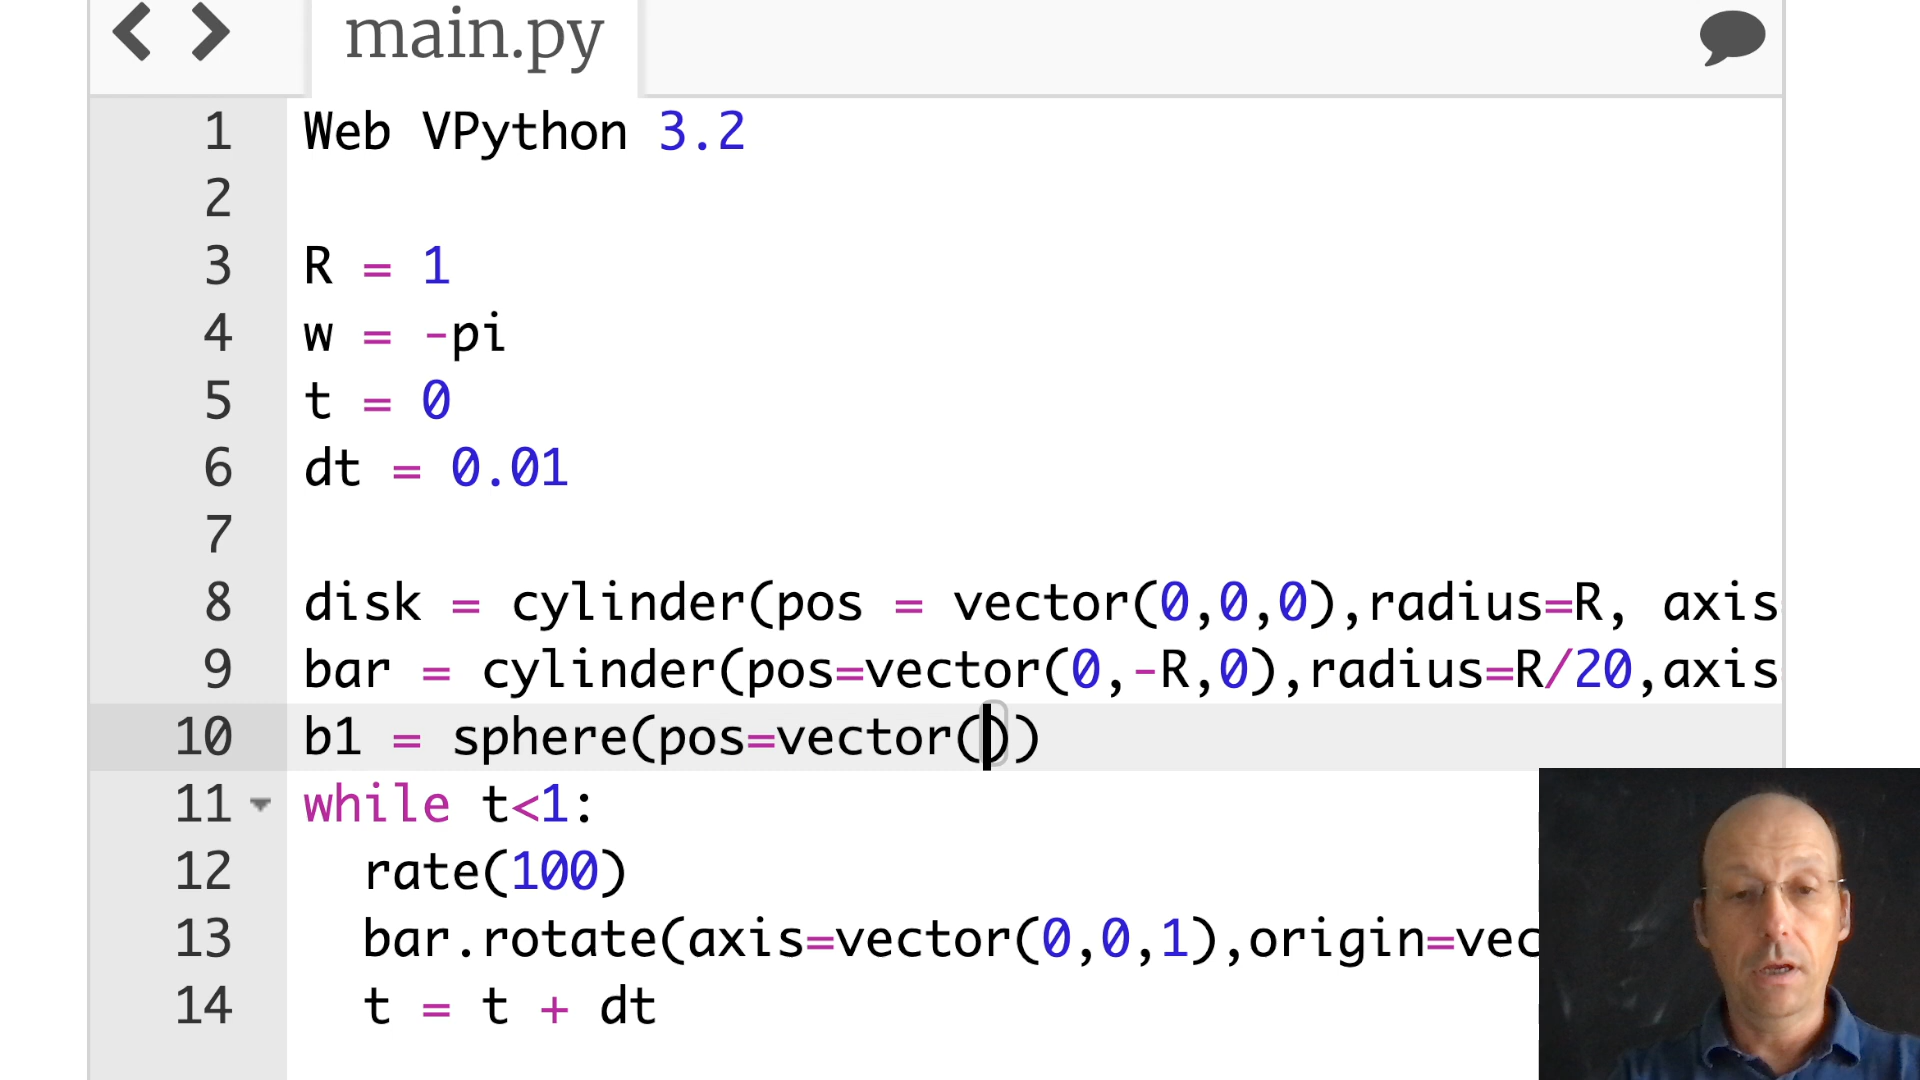 main.py
1 Web VPython 3.2
2
3 R = 1
4 w = -pi
5 t = 0
6 dt = 0.01
7
8 disk = cylinder(pos = vector(0,0,0),radius=R, axis
9 bar = cylinder(pos=vector(0,-R,0),radius=R/20,axis
10 b1 = sphere(pos=vector())
11 while t<1:
12 rate(100)
13 bar.rotate(axis=vector(0,0,1),origin=vec
14 t = t + dt